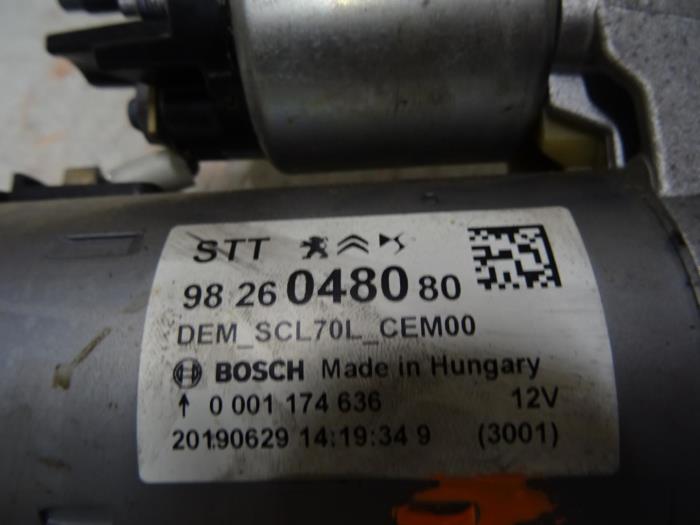 STT
98 26 0480 80
DEM_SCL70L_CEM00
BOSCH Made in Hungary
0 001 174 636 12V
20190629 14:19:34 9 (3001)